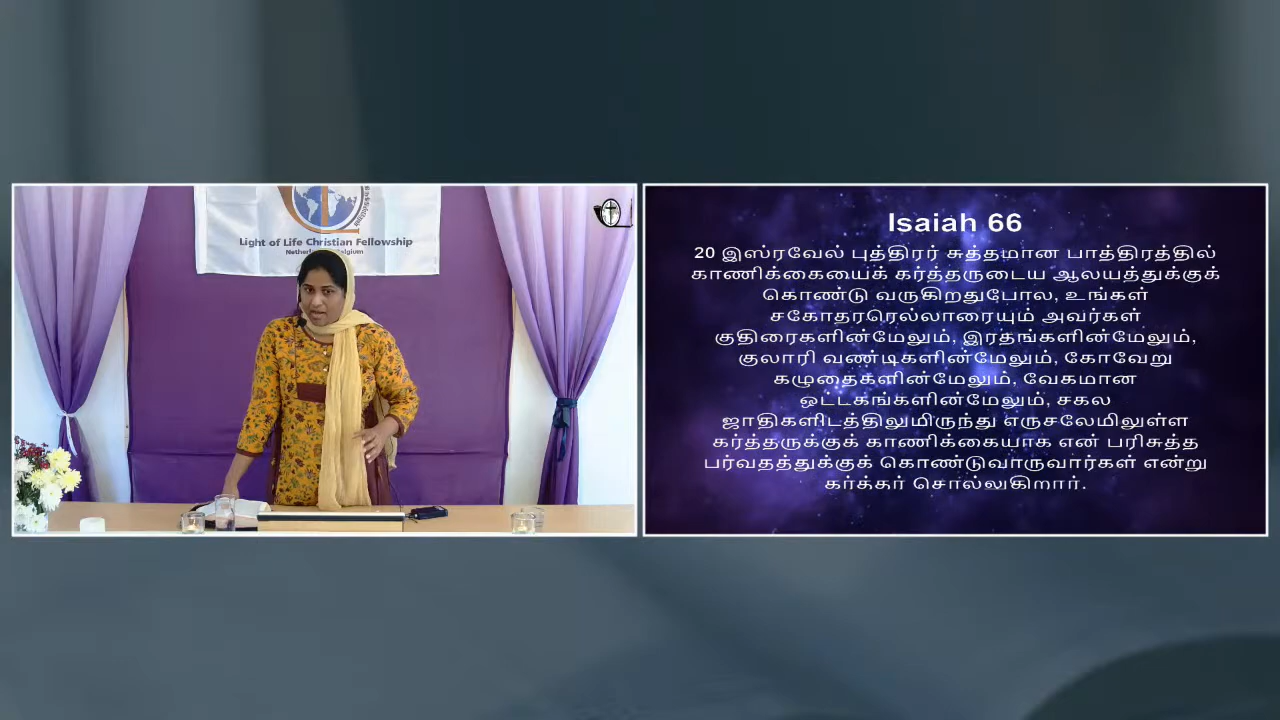 Light of Life Christian Fellowship
Isaiah 66
20 இஸ்ரவேல் புத்திரர் சுத்தமான பாத்திரத்தில்
காணிக்கையைக் கர்த்தருடைய ஆலயத்துக்குக்
கொண்டு வருகிறதுபோல, உங்கள்
சகோதரரெல்லாரையும் அவர்கள்
குதிரைகளின்மேலும், இரதங்களின்மேலும்,
குலாரி வண்டிகளின்மேலும், கோவேறு
கழுதைகளின்மேலும், வேகமான
ஒட்டகங்களின்மேலும், சகல
ஜாதிகளிடத்திலுமிருந்து எருசலேமிலுள்ள
கர்த்தருக்குக் காணிக்கையாக என் பரிசுத்த
பர்வதத்துக்குக் கொண்டுவாருவார்கள் என்று
கர்த்தர் சொல்லுகிறார்.